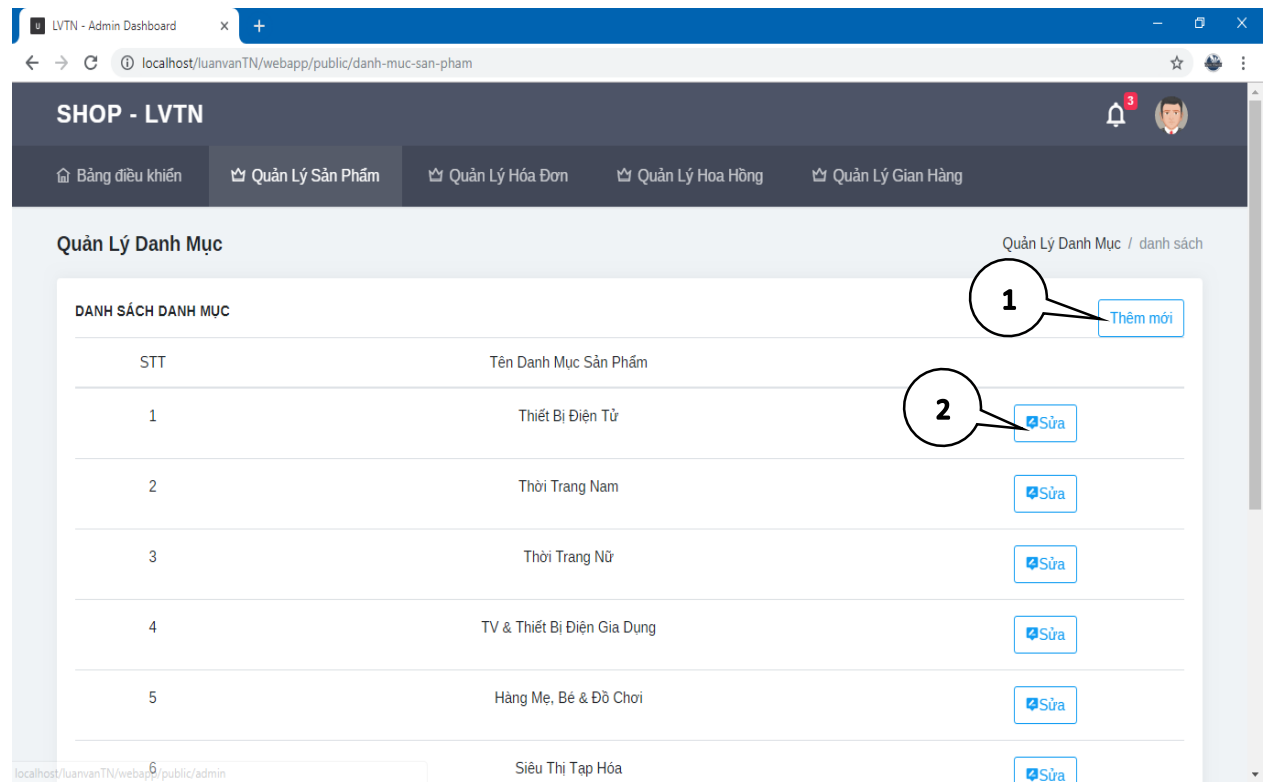 U LVTN - Admin Dashboard
localhost/luanvanTN/webapp/public/danh-muc-san-pham
SHOP - LVTN
3
Bảng điều khiển Quản Lý Sản Phẩm Quản Lý Hóa Đơn Quản Lý Hoa Hồng Quản Lý Gian Hàng
Quản Lý Danh Mục
Quản Lý Danh Mục / danh sách
DANH SÁCH DANH MỤC
1
Thêm mới
STT Tên Danh Mục Sản Phẩm
1 Thiết Bị Điện Tử 2 Sửa
2 Thời Trang Nam Sửa
3 Thời Trang Nữ Sửa
4 TV & Thiết Bị Điện Gia Dụng Sửa
5 Hàng Mẹ, Bé & Đồ Chơi Sửa
6 Siêu Thị Tạp Hóa Sửa
localhost/luanvanTN/webapp/public/admin